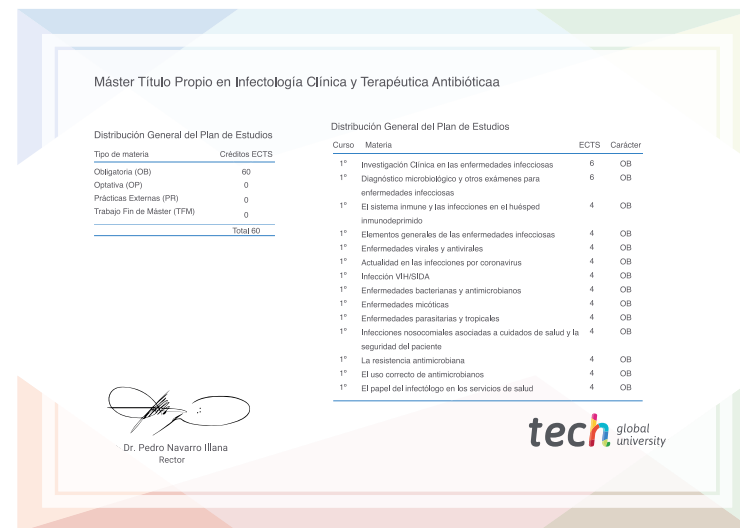 Máster Título Propio en Infectología Clínica y Terapéutica Antibióticaa
Distribución General del Plan de Estudios
Tipo de materia Créditos ECTS
Obligatoria (OB) 60
Optativa (OP) 0
Prácticas Externas (PR) 0
Trabajo Fin de Máster (TFM) 0
Total 60
Distribución General del Plan de Estudios
Curso Materia ECTS Carácter
1º Investigación Clínica en las enfermedades infecciosas 6 OB
1º Diagnóstico microbiológico y otros exámenes para 6 OB
enfermedades infecciosas
1º El sistema inmune y las infecciones en el huésped 4 OB
inmunodeprimido
1º Elementos generales de las enfermedades infecciosas 4 OB
1º Enfermedades virales y antivirales 4 OB
1º Actualidad en las infecciones por coronavirus 4 OB
1º Infección VIH/SIDA 4 OB
1º Enfermedades bacterianas y antimicrobianos 4 OB
1º Enfermedades micóticas 4 OB
1º Enfermedades parasitarias y tropicales 4 OB
1º Infecciones nosocomiales asociadas a cuidados de salud y la 4 OB
seguridad del paciente
1º La resistencia antimicrobiana 4 OB
1º El uso correcto de antimicrobianos 4 OB
1º El papel del infectólogo en los servicios de salud 4 OB
Dr. Pedro Navarro Illana
Rector
tech global
university